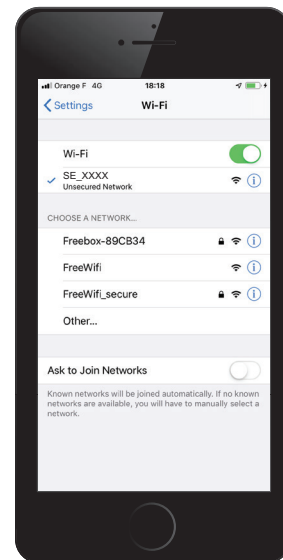 Orange F 4G 18:18
Settings Wi-Fi
Wi-Fi
SE_XXXX
Unsecured Network
CHOOSE A NETWORK...
Freebox-89CB34
FreeWifi
FreeWifi_secure
Other...
Ask to Join Networks
Known networks will be joined automatically. If no known
networks are available, you will have to manually select a
network.